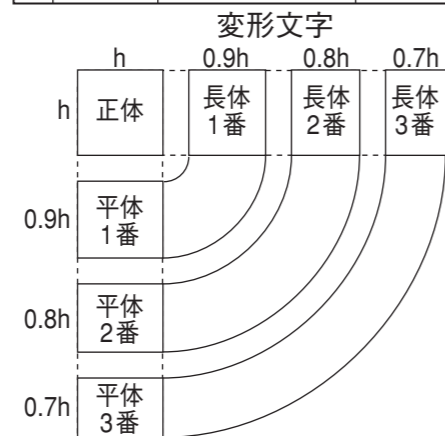 変形文字
h 0.9h 0.8h 0.7h
h 正体 長体 長体 長体
1番 2番 3番
0.9h 平体
1番
0.8h 平体
2番
0.7h 平体
3番